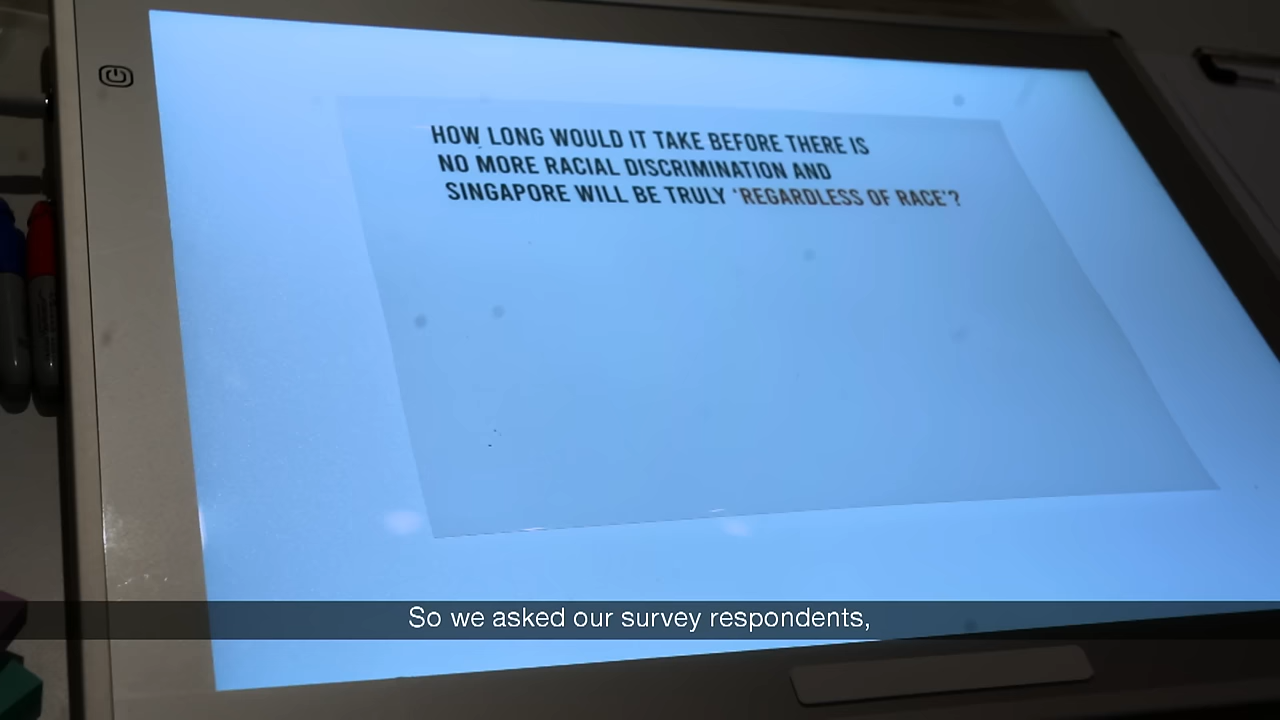 HOW LONG WOULD IT TAKE BEFORE THERE IS
NO MORE RACIAL DISCRIMINATION AND
SINGAPORE WILL BE TRULY ‘REGARDLESS OF RACE’?
So we asked our survey respondents,